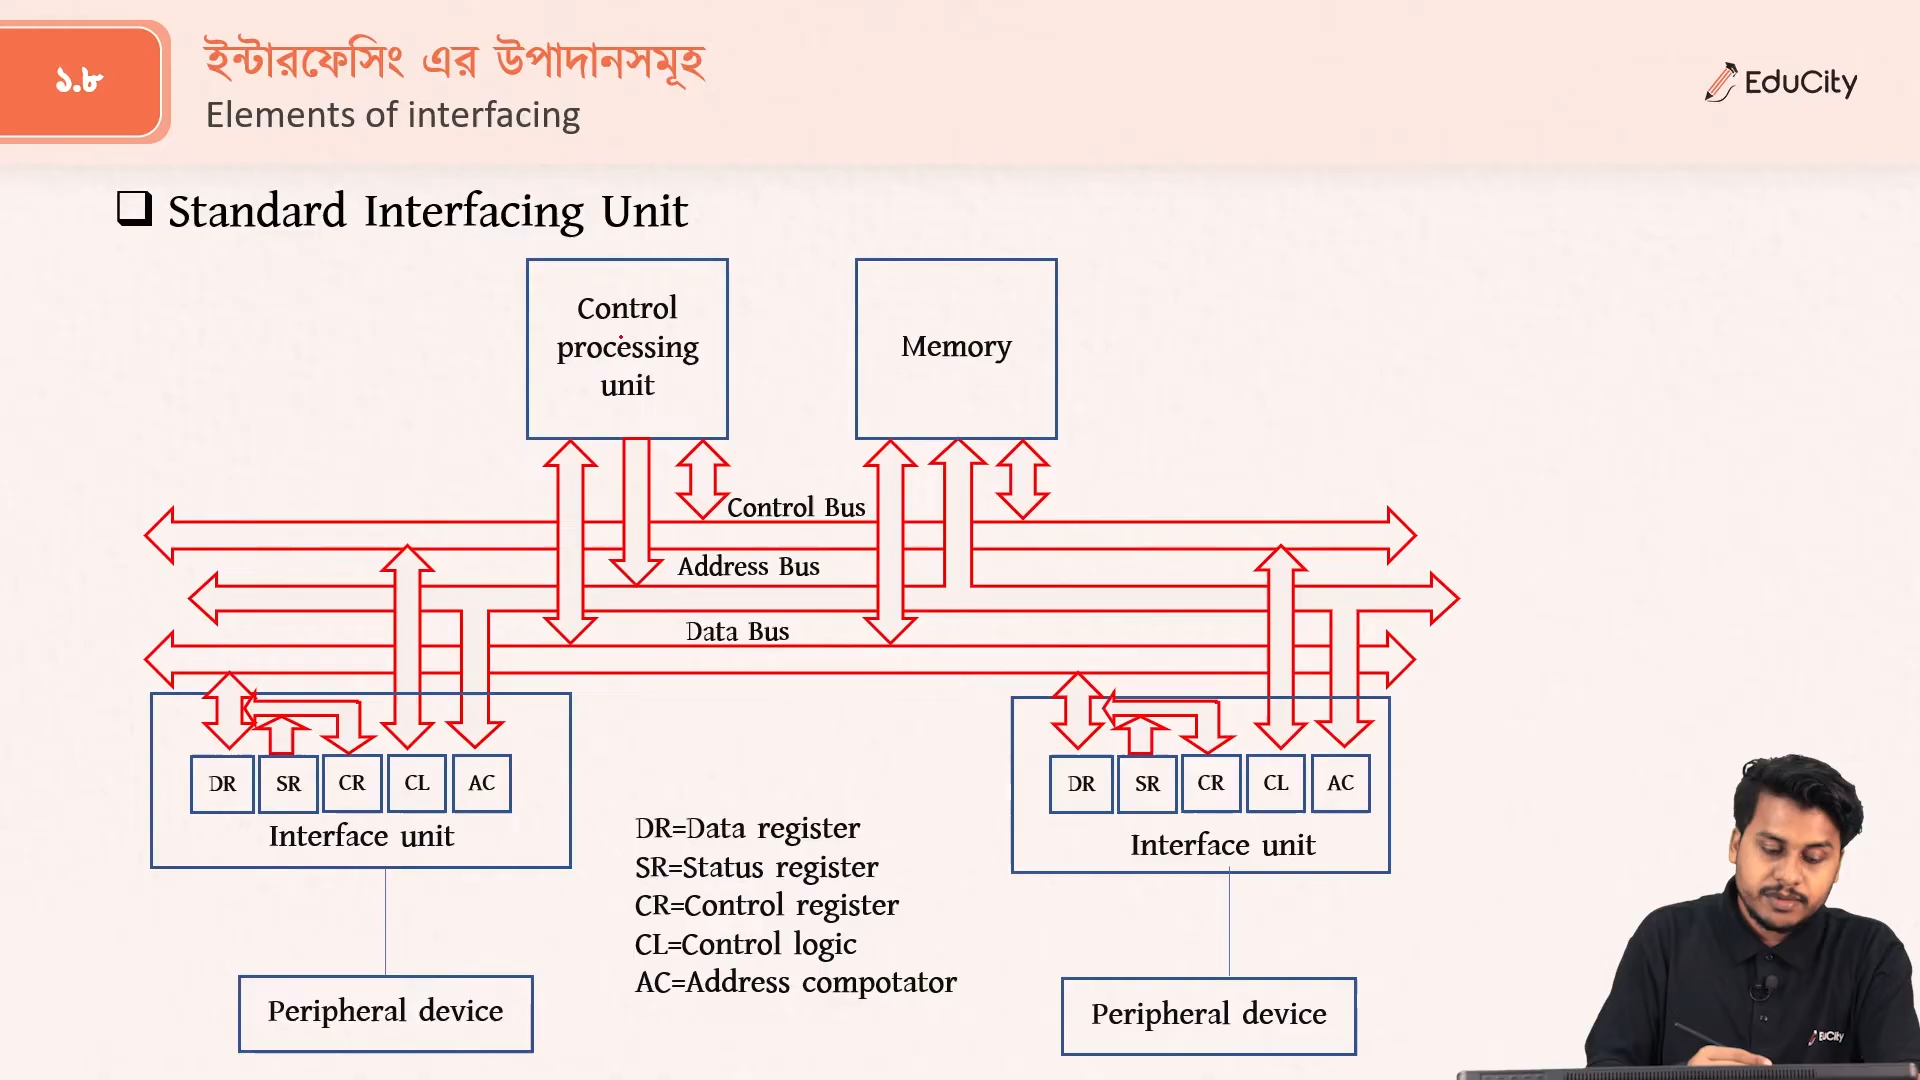 ১.৮
ইন্টারফেসিং এর উপাদানসমূহ
Elements of interfacing
EduCity
Standard Interfacing Unit
Control
processing
unit
Memory
Control Bus
Address Bus
Data Bus
DR SR CR CL AC
Interface unit
DR SR CR CL AC
Interface unit
DR=Data register
SR=Status register
CR=Control register
CL=Control logic
AC=Address compotator
Peripheral device
Peripheral device
EduCity